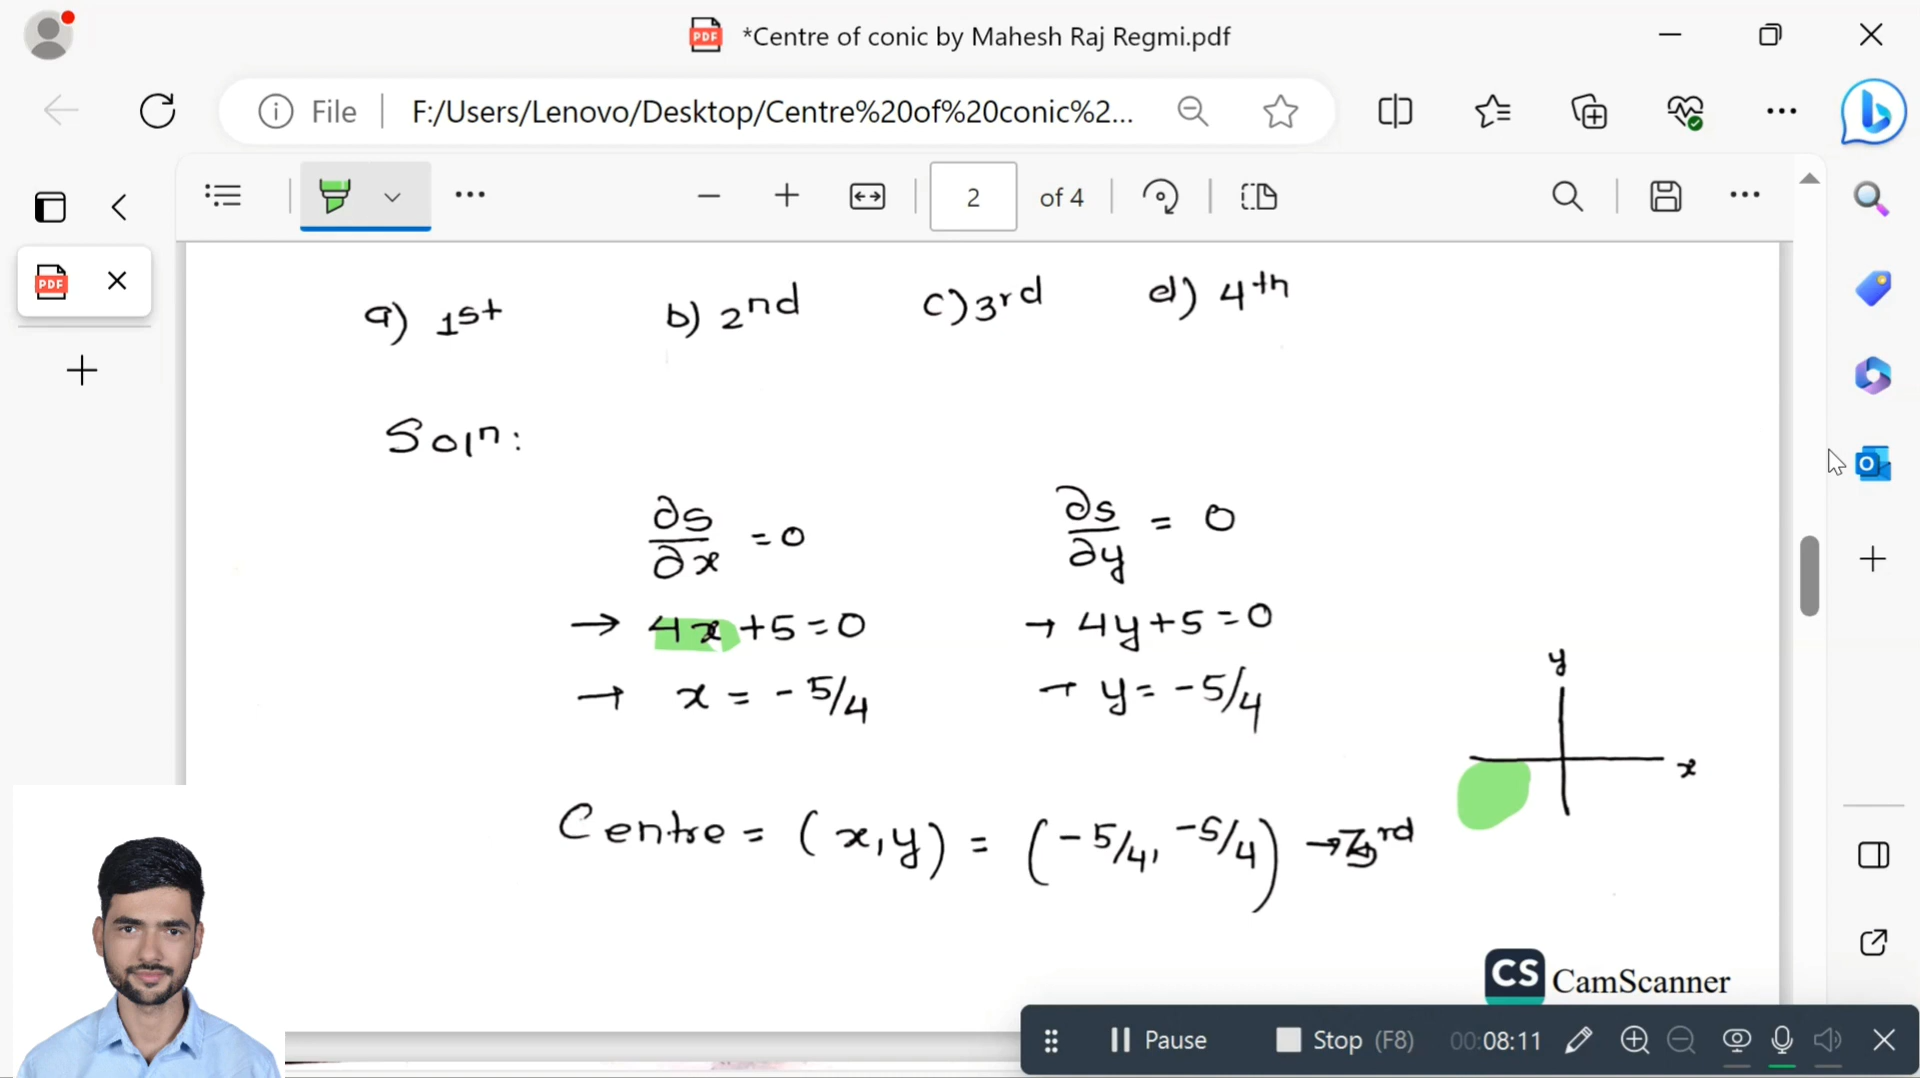 *Centre of conic by Mahesh Raj Regmi.pdf
File F:/Users/Lenovo/Desktop/Centre%20of%20conic%2...
2 of 4
a) 1st b) 2nd c) 3rd d) 4th
Soln:
∂s/∂x = 0 ∂s/∂y = 0
→ 4x + 5 = 0 → 4y + 5 = 0
→ x = - 5/4 → y = - 5/4
y
x
Centre = (x, y) = (-5/4, -5/4) → 3rd
CS CamScanner
Pause Stop (F8) 00:08:11